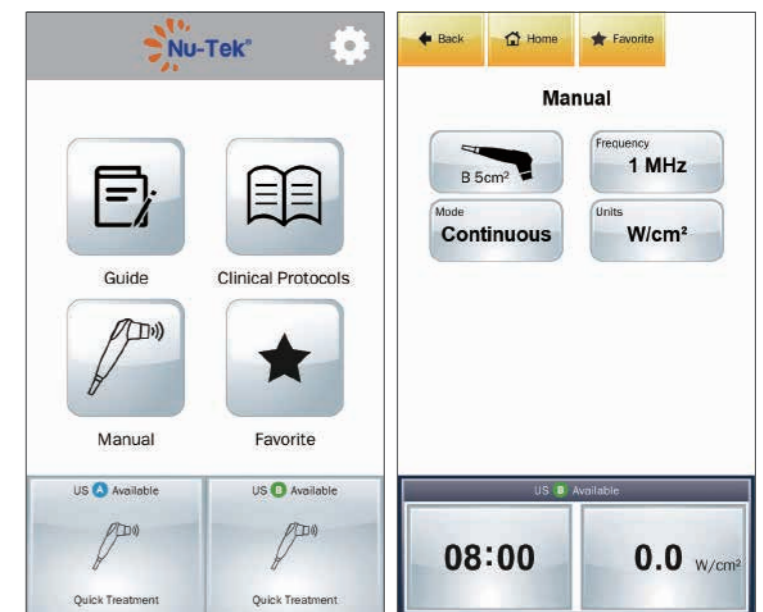 Nu-Tek®
Guide
Clinical Protocols
Manual
Favorite
US A Available
Quick Treatment
US B Available
Quick Treatment
Back
Home
Favorite
Manual
B 5cm²
Frequency
1 MHz
Mode
Continuous
Units
W/cm²
US B Available
08:00
0.0 W/cm²